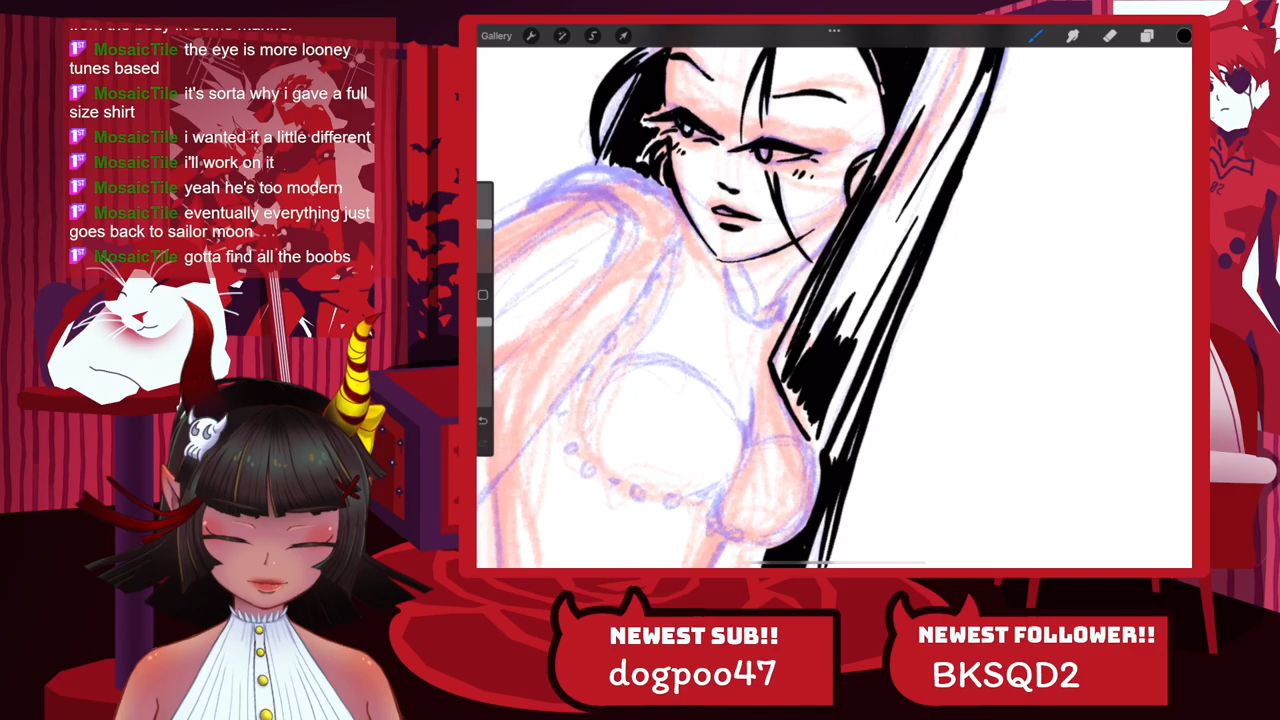 MosaicTile the eye is more looney
tunes based
MosaicTile it's sorta why i gave a full
size shirt
MosaicTile i wanted it a little different
MosaicTile i'll work on it
MosaicTile yeah he's too modern
MosaicTile eventually everything just
goes back to sailor moon
MosaicTile gotta find all the boobs
Gallery
NEWEST SUB!!
dogpoo47
NEWEST FOLLOWER!!
BKSQD2